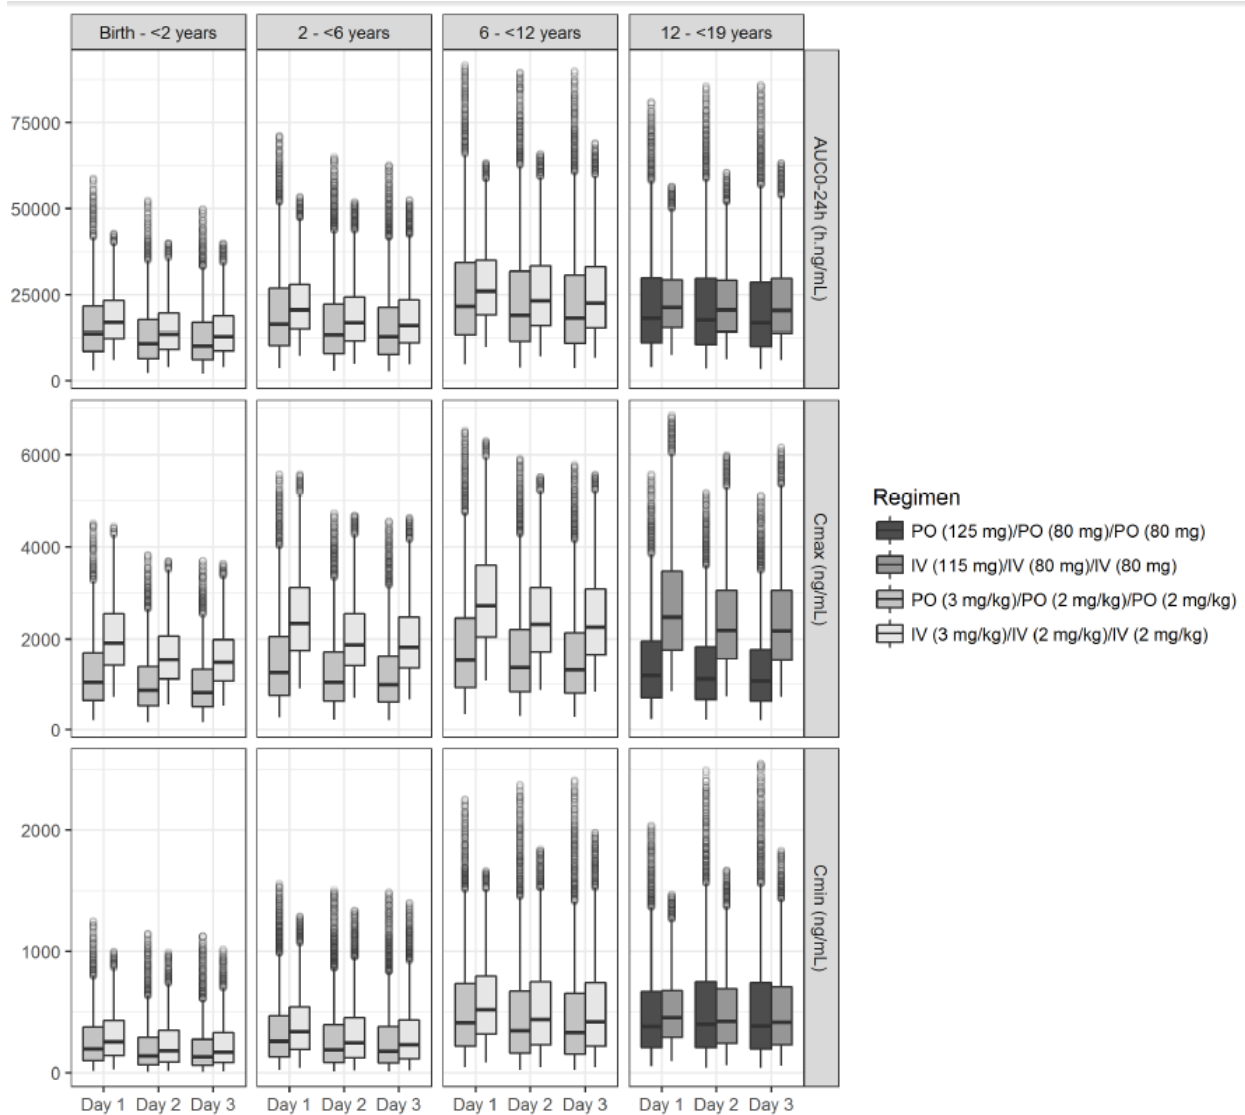 Birth - <2 years
2 - <6 years
6 - <12 years
12 - <19 years
75000
50000
25000
0
AUC0-24h (h.ng/mL)
6000
4000
2000
0
Cmax (ng/mL)
2000
1000
0
Cmin (ng/mL)
Day 1 Day 2 Day 3
Day 1 Day 2 Day 3
Day 1 Day 2 Day 3
Day 1 Day 2 Day 3
Regimen
PO (125 mg)/PO (80 mg)/PO (80 mg)
IV (115 mg)/IV (80 mg)/IV (80 mg)
PO (3 mg/kg)/PO (2 mg/kg)/PO (2 mg/kg)
IV (3 mg/kg)/IV (2 mg/kg)/IV (2 mg/kg)